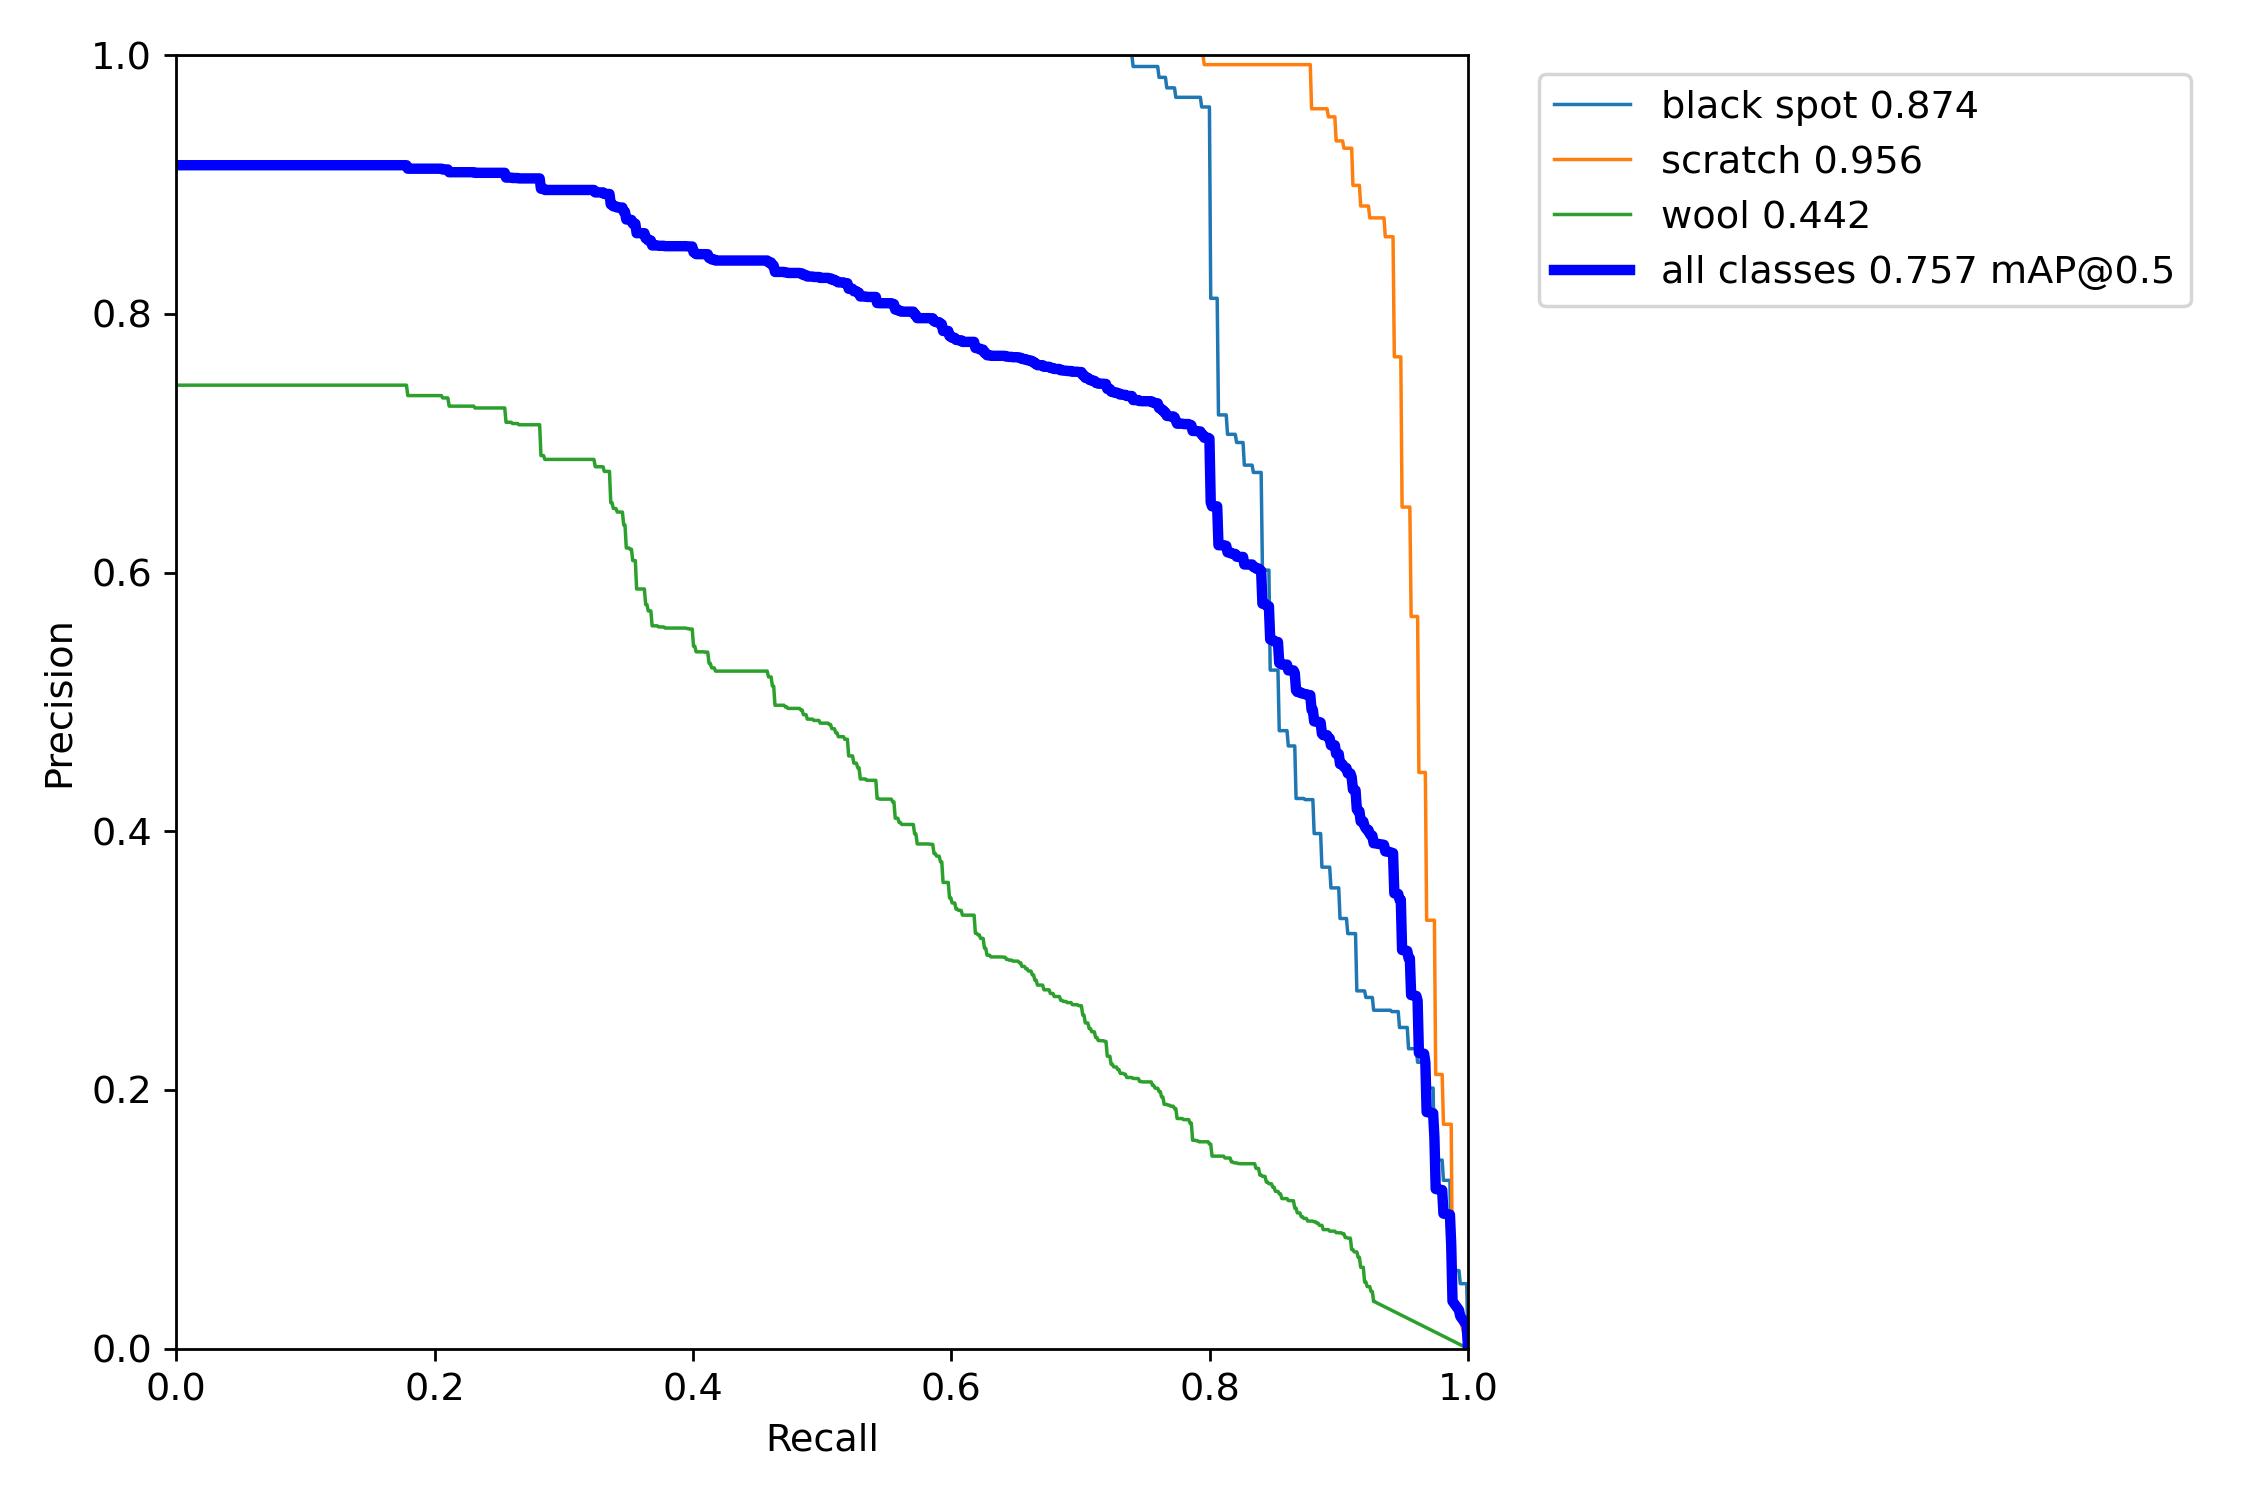 1.0
0.8
0.6
0.4
0.2
0.0
Precision
0.0 0.2 0.4 0.6 0.8 1.0
Recall
black spot 0.874
scratch 0.956
wool 0.442
all classes 0.757 mAP@0.5